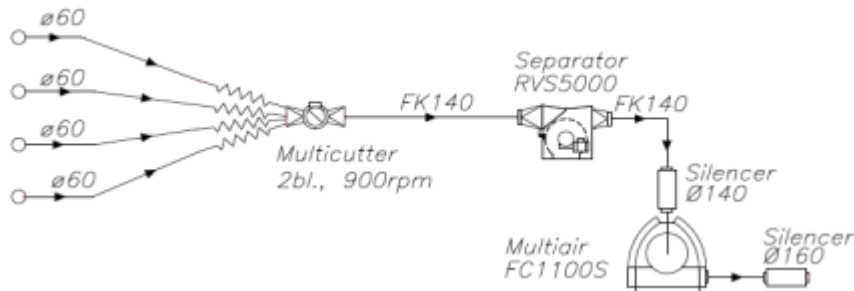 ø60
ø60
ø60
ø60
Multicutter
2bl., 900rpm
FK140
Separator
RVS5000
FK140
Silencer
Ø140
Multiair
FC1100S
Silencer
Ø160